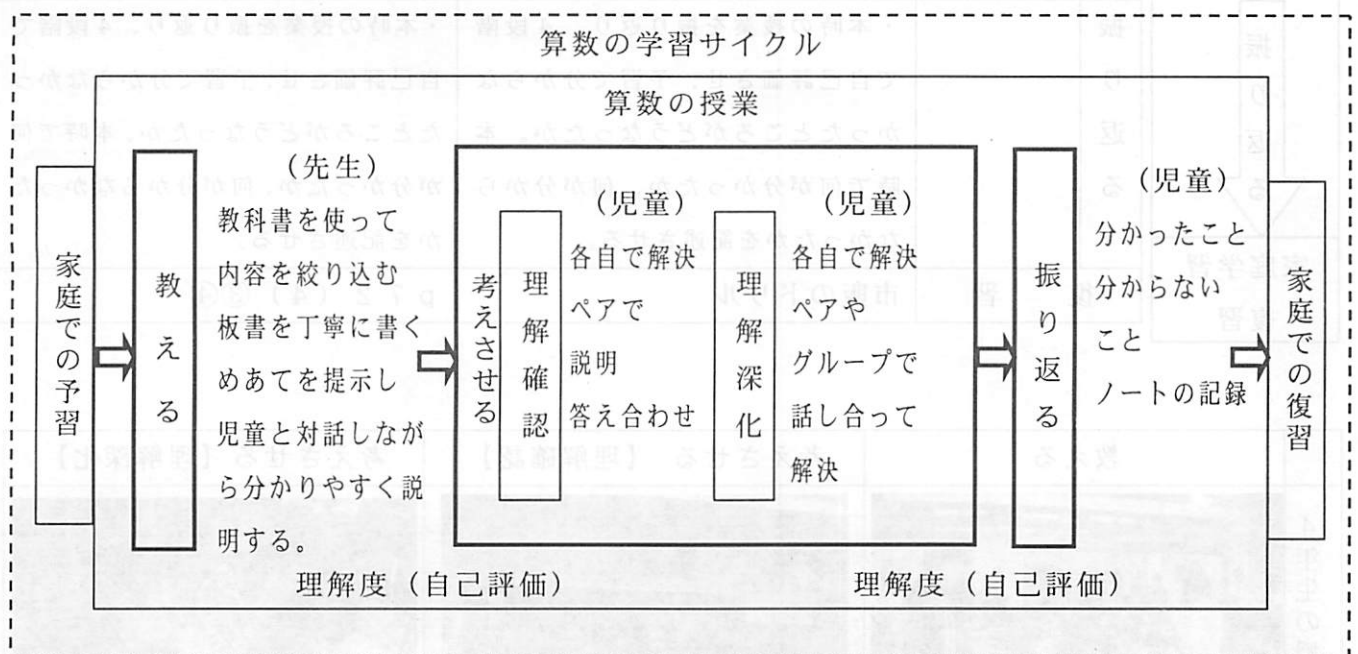 算数の学習サイクル
算数の授業
家庭での予習
教える
(先生)
教科書を使って
内容を絞り込む
板書を丁寧に書く
めあてを提示し
児童と対話しなが
ら分かりやすく説
明する。
考えさせる
理解確認
(児童)
各自で解決
ペアで
説明
答え合わせ
理解深化
(児童)
各自で解決
ペアや
グループで
話し合って
解決
振り返る
(児童)
分かったこと
分からない
こと
ノートの記録
家庭での復習
理解度（自己評価）
理解度（自己評価）